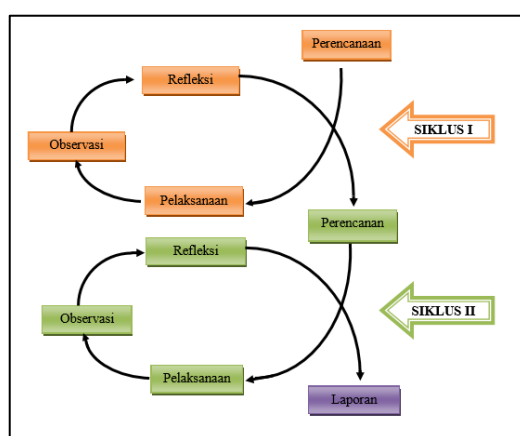 Perencanaan
Refleksi
SIKLUS I
Observasi
Pelaksanaan
Perencanan
Refleksi
SIKLUS II
Observasi
Pelaksanaan
Laporan